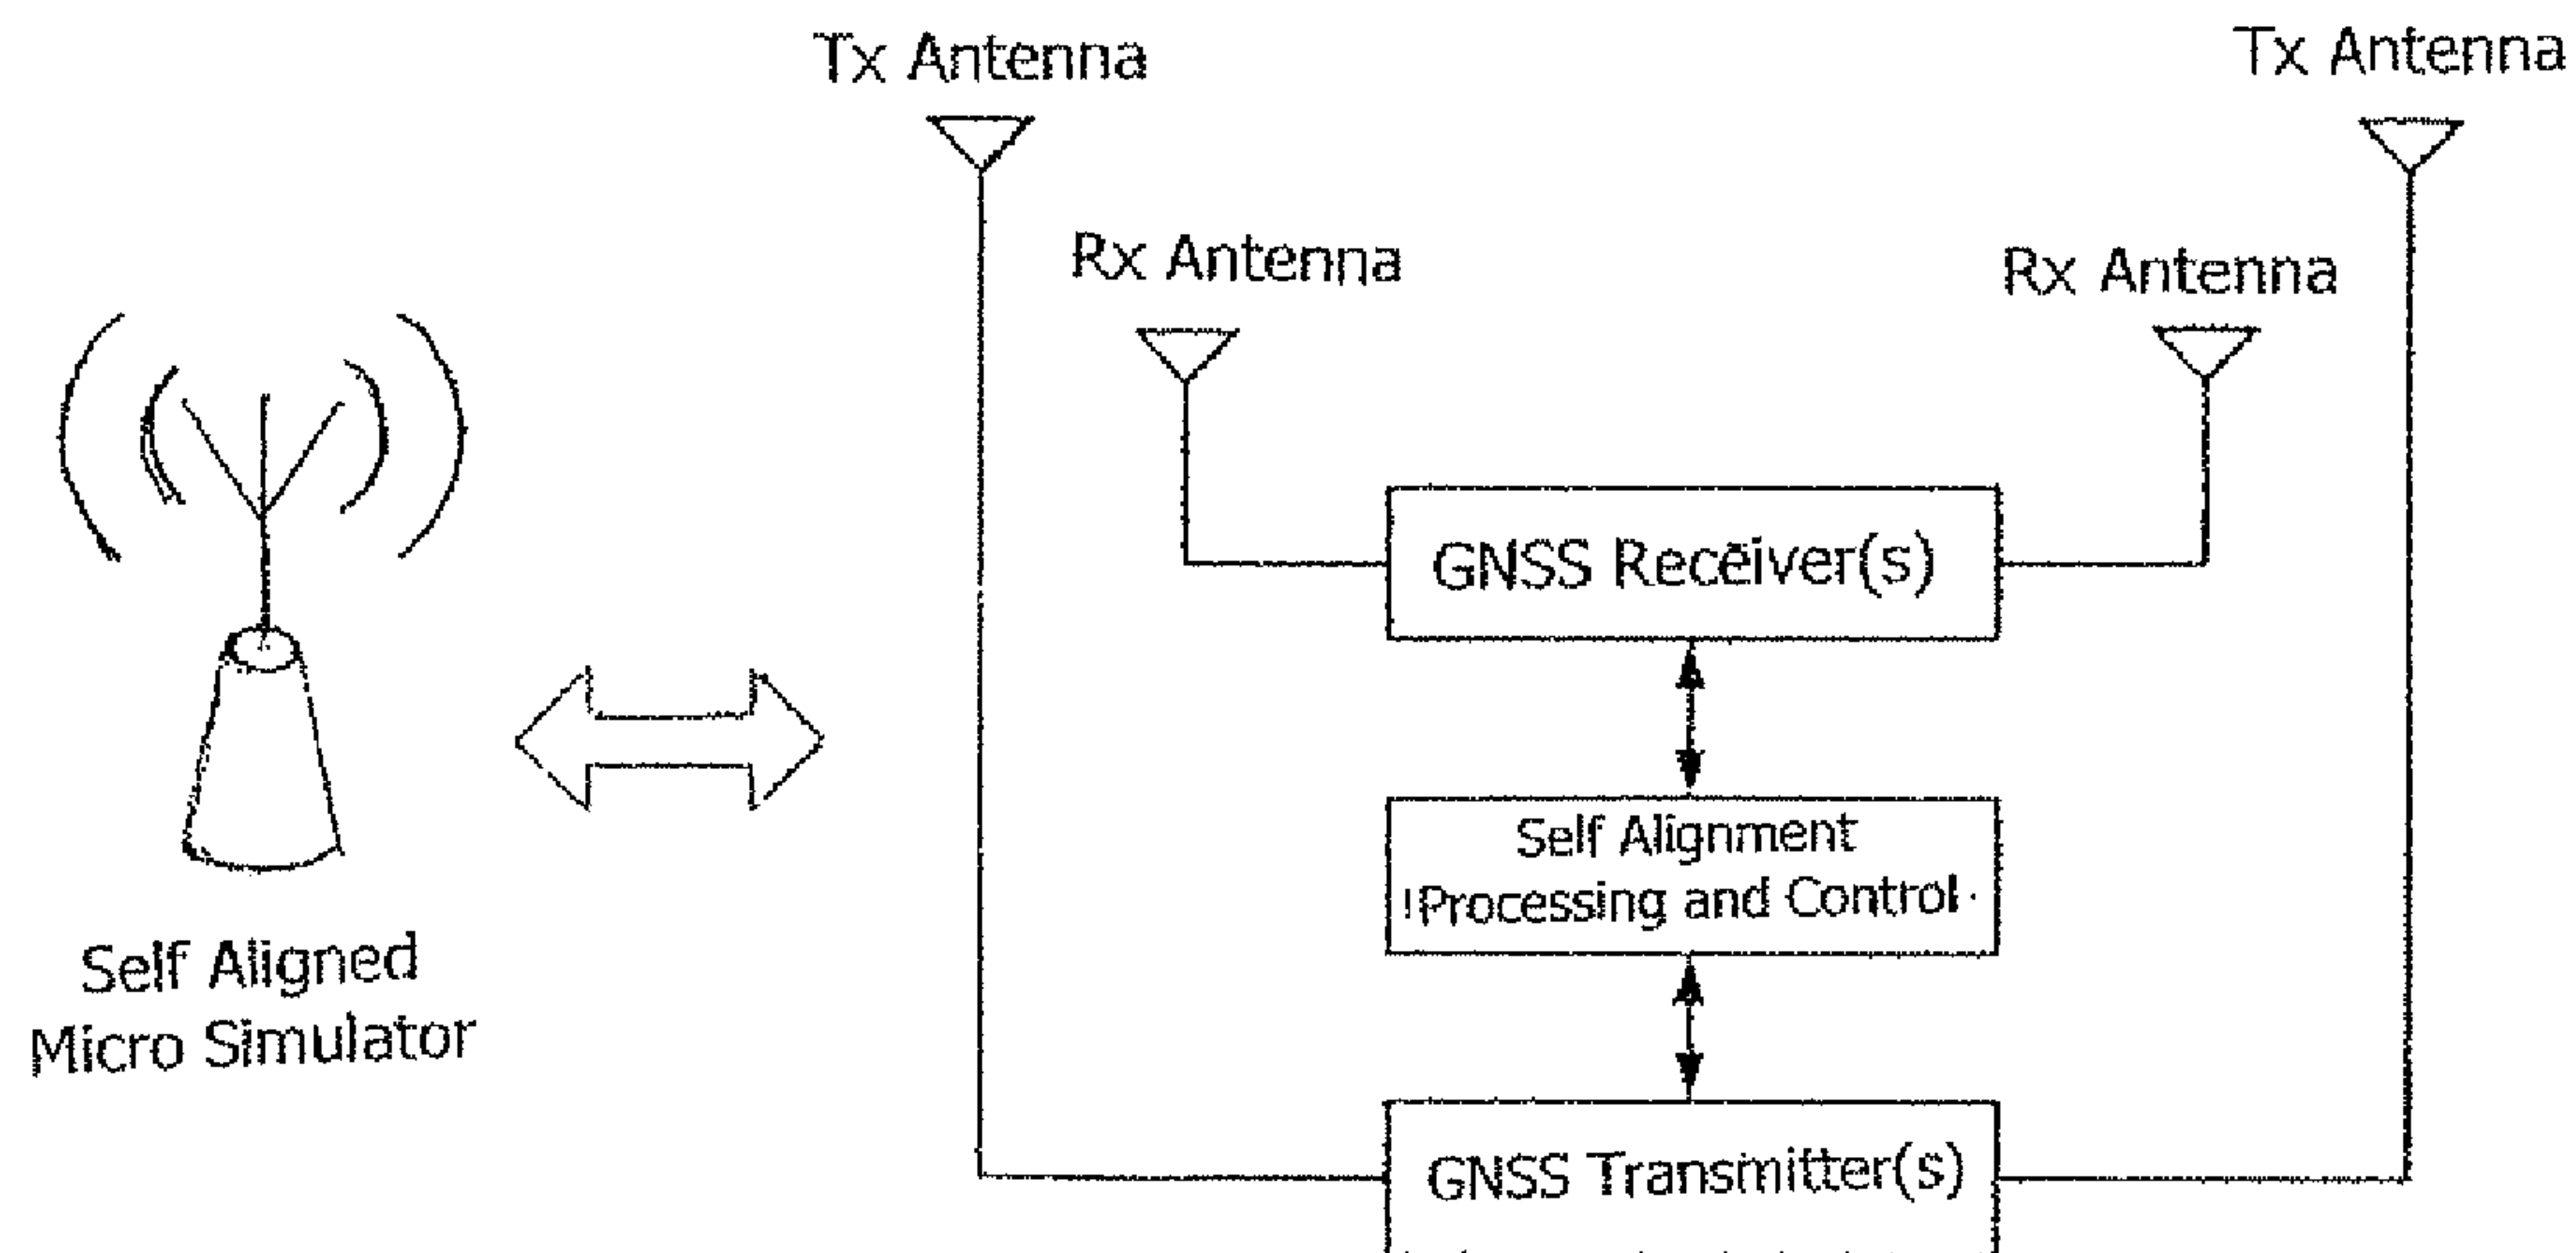 Tx Antenna
Tx Antenna
Rx Antenna
Rx Antenna
GNSS Receiver(s)
Self Alignment
Processing and Control
Self Aligned
Micro Simulator
GNSS Transmitter(s)